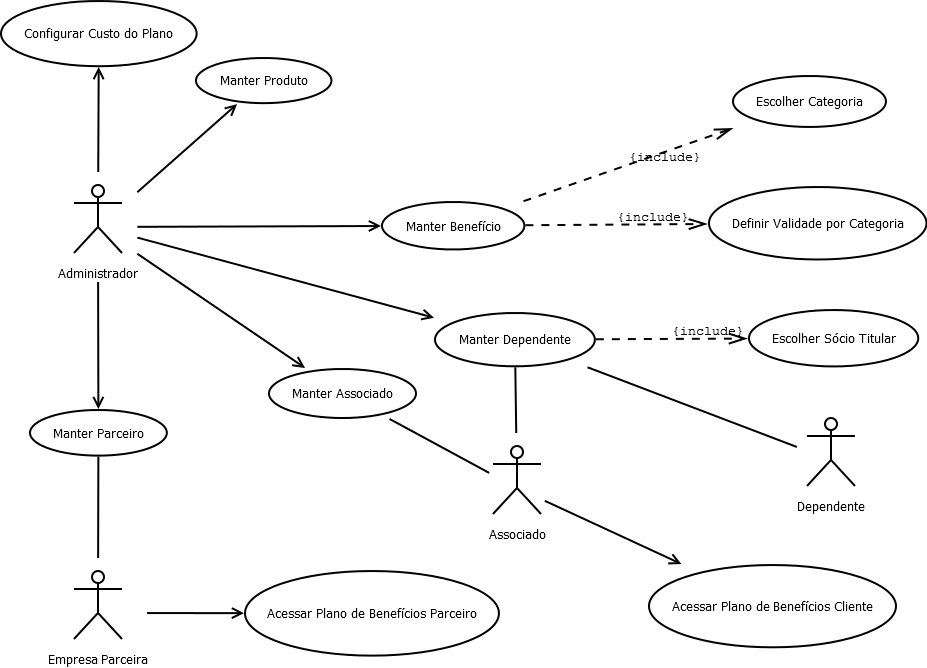 Configurar Custo do Plano
Manter Produto
Escolher Categoria
{include}
Administrador
Manter Benefício
{include}
Definir Validade por Categoria
Manter Dependente
{include}
Escolher Sócio Titular
Manter Associado
Manter Parceiro
Dependente
Associado
Empresa Parceira
Acessar Plano de Benefícios Parceiro
Acessar Plano de Benefícios Cliente